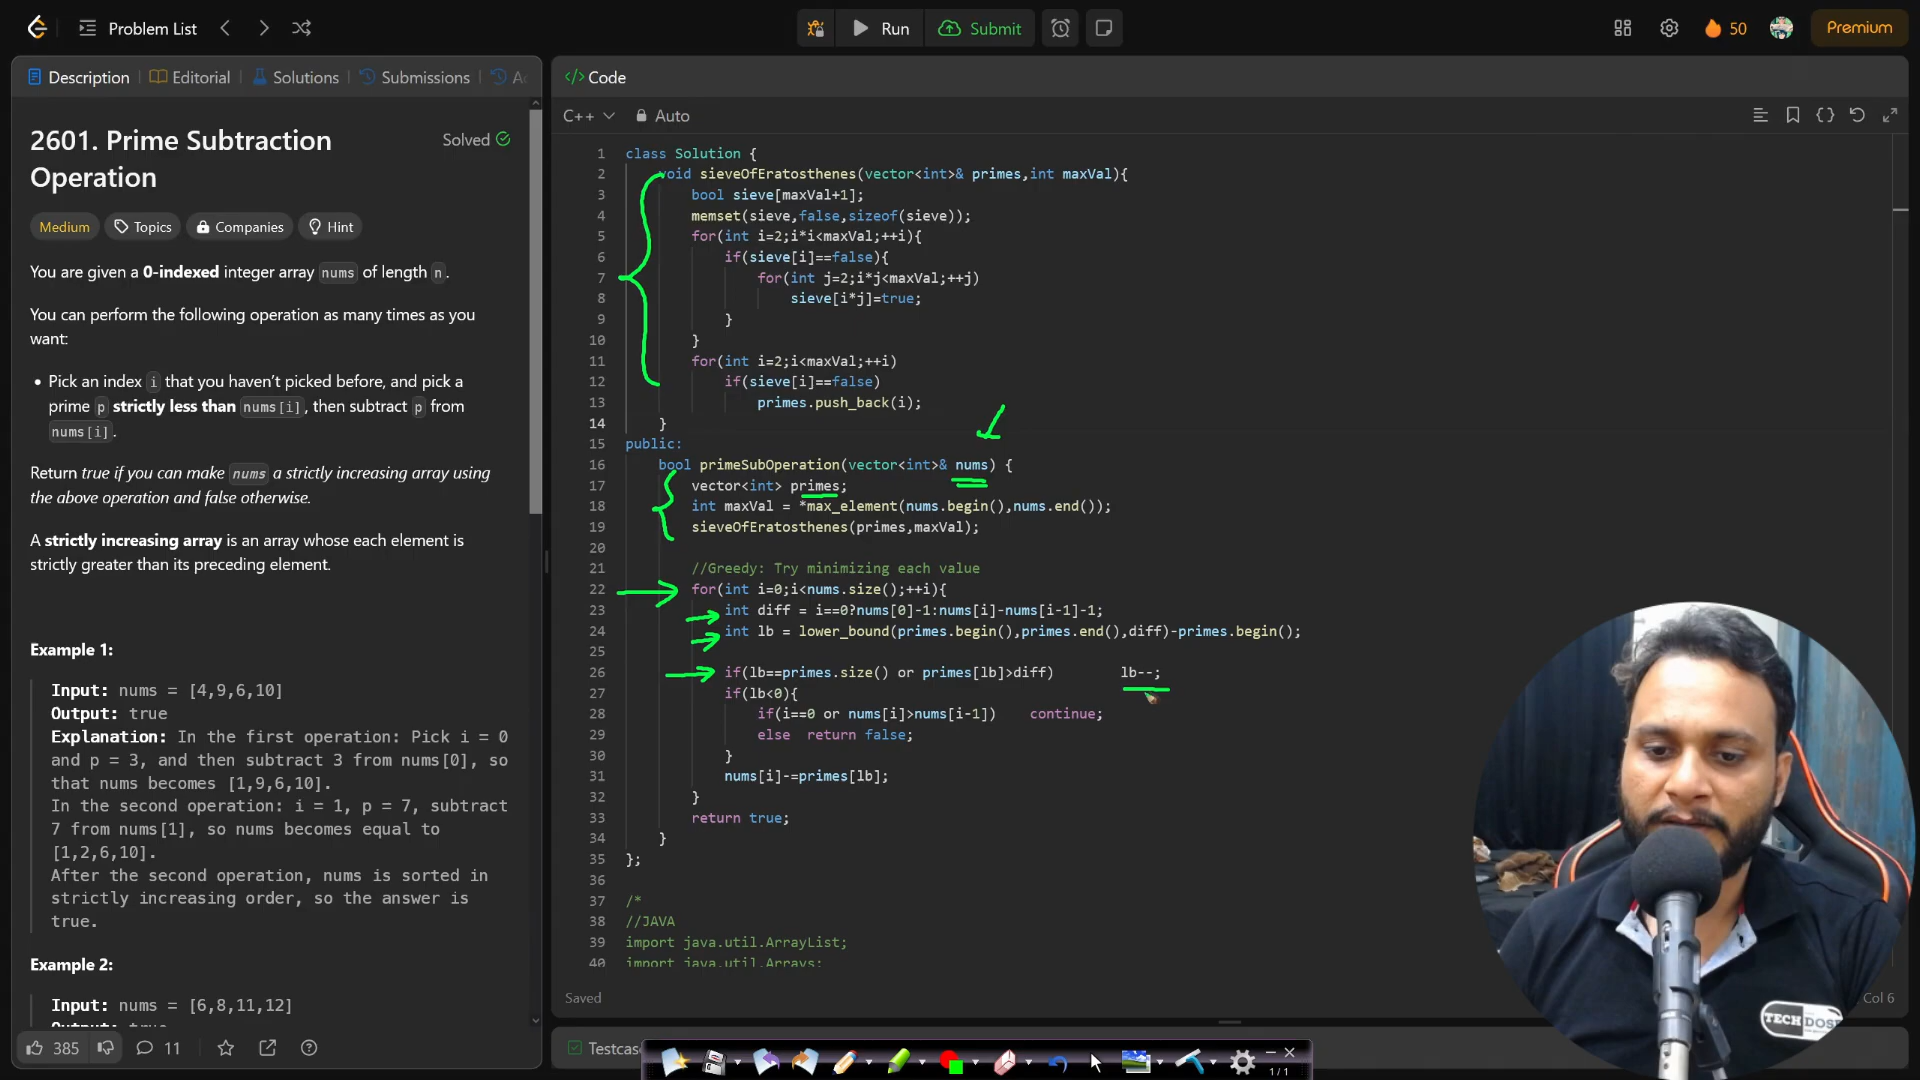 Problem List
Run
Submit
50
Premium
Description
Editorial
Solutions
Submissions
Ac
Code
2601. Prime Subtraction
Operation
Solved
Medium
Topics
Companies
Hint
You are given a 0-indexed integer array nums of length n.
You can perform the following operation as many times as you
want:
• Pick an index i that you haven't picked before, and pick a
prime p strictly less than nums[i], then subtract p from
nums[i].
Return true if you can make nums a strictly increasing array using
the above operation and false otherwise.
A strictly increasing array is an array whose each element is
strictly greater than its preceding element.
Example 1:
Input: nums = [4,9,6,10]
Output: true
Explanation: In the first operation: Pick i = 0
and p = 3, and then subtract 3 from nums[0], so
that nums becomes [1,9,6,10].
In the second operation: i = 1, p = 7, subtract
7 from nums[1], so nums becomes equal to
[1,2,6,10].
After the second operation, nums is sorted in
strictly increasing order, so the answer is
true.
Example 2:
Input: nums = [6,8,11,12]
385
11
C++
Auto
1 class Solution {
2 void sieveOfEratosthenes(vector<int>& primes,int maxVal){
3 bool sieve[maxVal+1];
4 memset(sieve,false,sizeof(sieve));
5 for(int i=2;i*i<maxVal;++i){
6 if(sieve[i]==false){
7 for(int j=2;i*j<maxVal;++j)
8 sieve[i*j]=true;
9 }
10 }
11 for(int i=2;i<maxVal;++i)
12 if(sieve[i]==false)
13 primes.push_back(i);
14 }
15 public:
16 bool primeSubOperation(vector<int>& nums) {
17 vector<int> primes;
18 int maxVal = *max_element(nums.begin(),nums.end());
19 sieveOfEratosthenes(primes,maxVal);
20
21 //Greedy: Try minimizing each value
22 for(int i=0;i<nums.size();++i){
23 int diff = i==0?nums[0]-1:nums[i]-nums[i-1]-1;
24 int lb = lower_bound(primes.begin(),primes.end(),diff)-primes.begin();
25
26 if(lb==primes.size() or primes[lb]>diff) lb--;
27 if(lb<0){
28 if(i==0 or nums[i]>nums[i-1]) continue;
29 else return false;
30 }
31 nums[i]-=primes[lb];
32 }
33 return true;
34 }
35 };
36
37 /*
38 //JAVA
39 import java.util.ArrayList;
40 import java.util.Arrays;
Saved
Col 6
Testcase
1/1
TECH DOSE